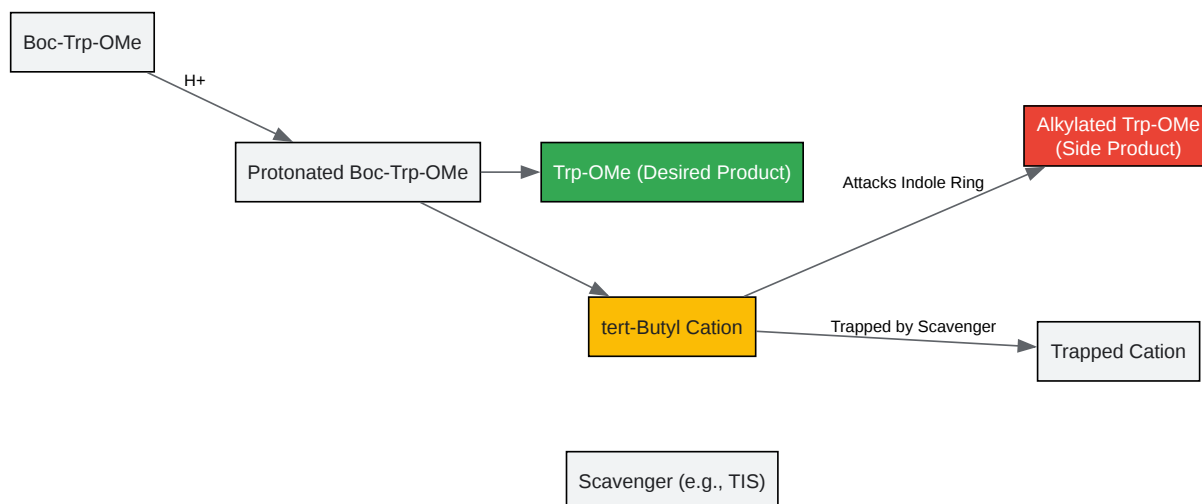 Boc-Trp-OMe
H+
Protonated Boc-Trp-OMe
Trp-OMe (Desired Product)
Alkylated Trp-OMe
(Side Product)
Attacks Indole Ring
tert-Butyl Cation
Trapped by Scavenger
Trapped Cation
Scavenger (e.g., TIS)